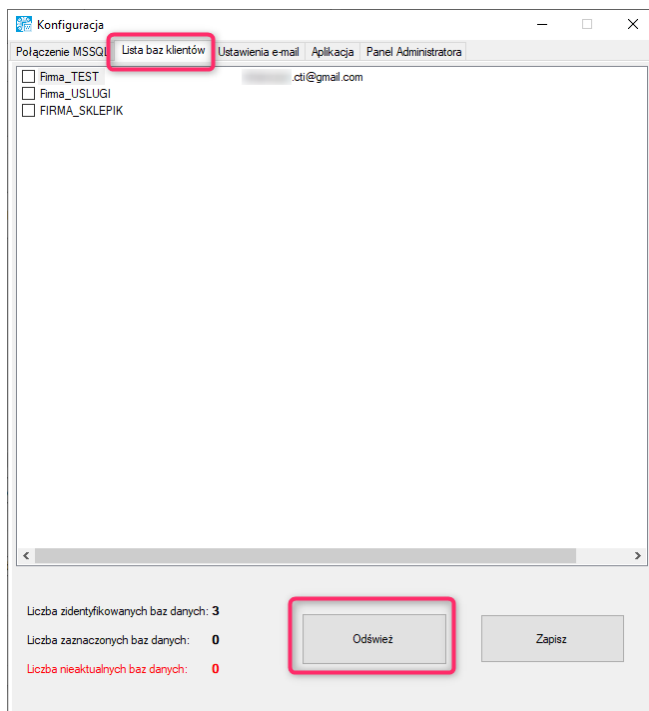 Konfiguracja
Połączenie MSSQL Lista baz klientów Ustawienia e-mail Aplikacja Panel Administratora
Firma_TEST .cti@gmail.com
Firma_USLUGI
FIRMA_SKLEPIK
Liczba zidentyfikowanych baz danych: 3
Liczba zaznaczonych baz danych: 0
Odśwież
Zapisz
Liczba nieaktualnych baz danych: 0